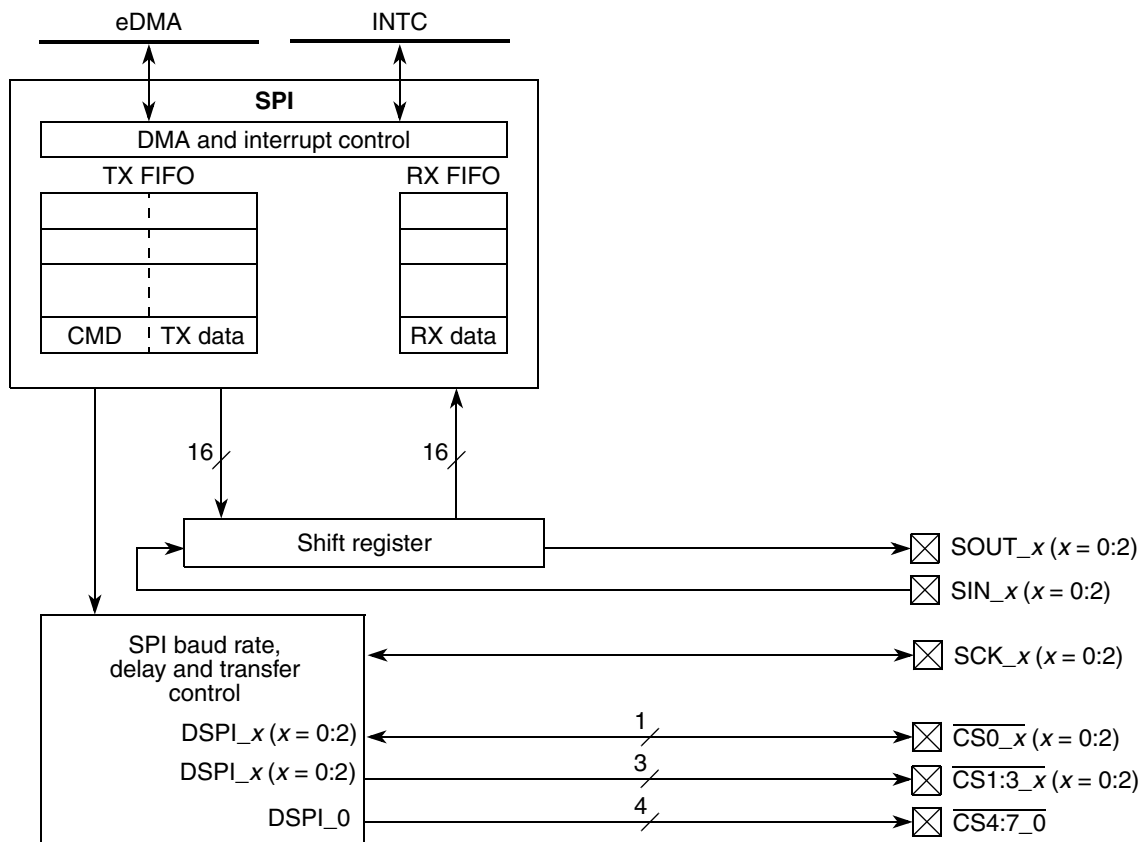 eDMA
INTC
SPI
DMA and interrupt control
TX FIFO
RX FIFO
CMD
TX data
RX data
16
16
Shift register
SOUT_x (x = 0:2)
SIN_x (x = 0:2)
SPI baud rate,
delay and transfer
control
SCK_x (x = 0:2)
DSPI_x (x = 0:2)
1
CS0_x (x = 0:2)
DSPI_x (x = 0:2)
3
CS1:3_x (x = 0:2)
DSPI_0
4
CS4:7_0